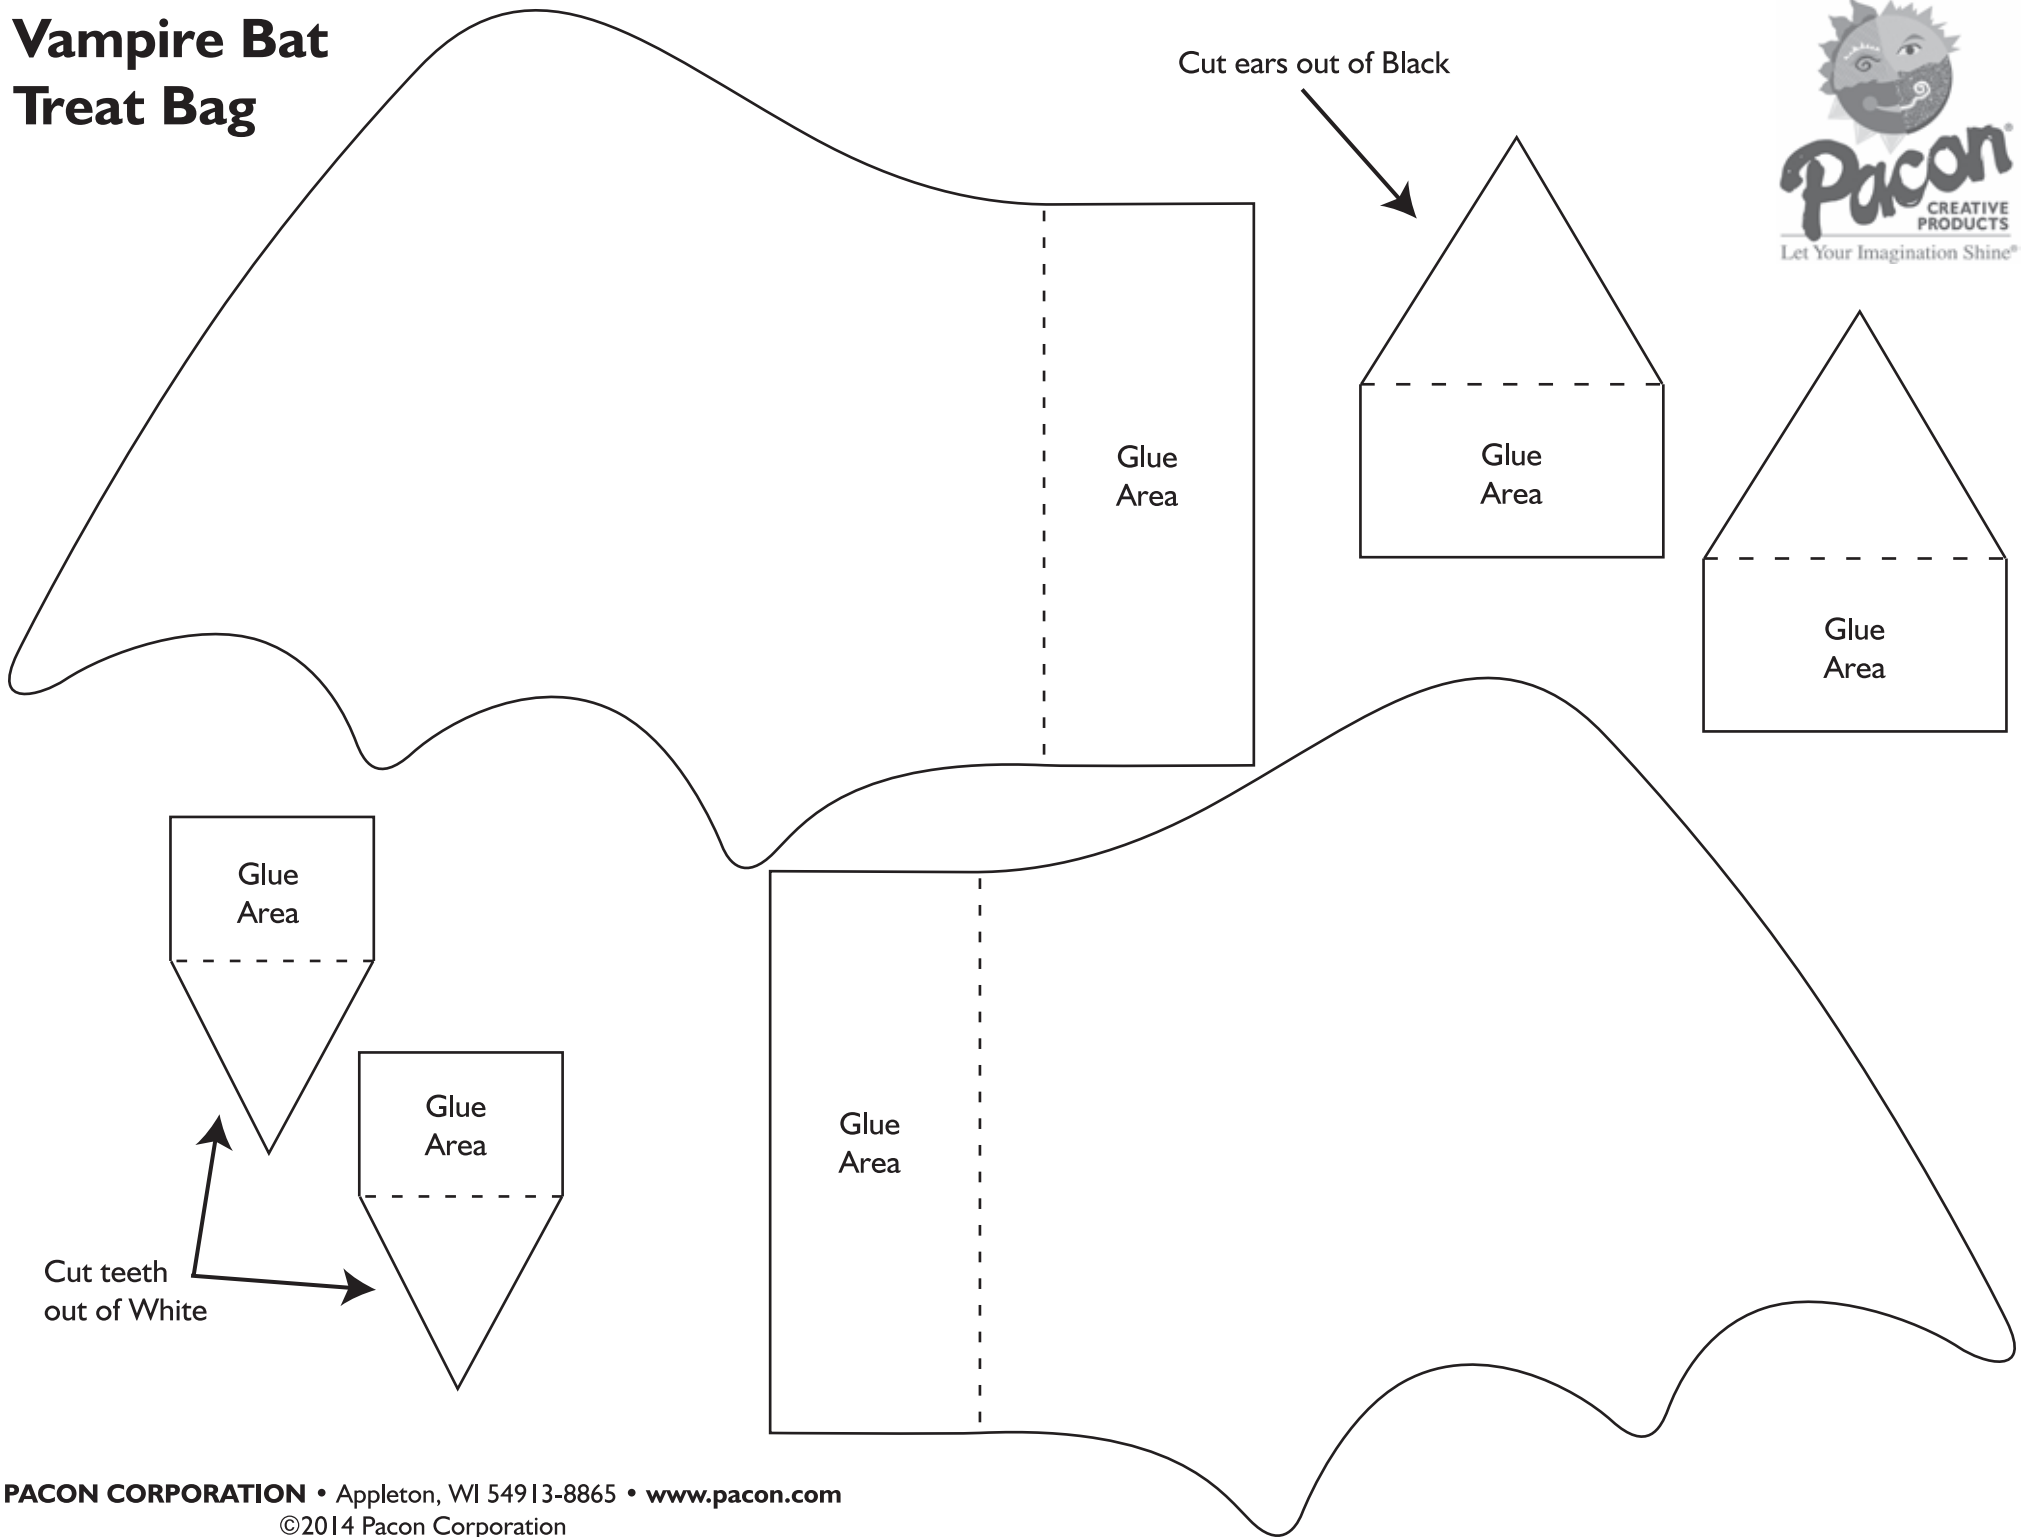 Vampire Bat
Treat Bag
Cut ears out of Black
Pacon®
CREATIVE
PRODUCTS
Let Your Imagination Shine®
Glue
Area
Glue
Area
Glue
Area
Glue
Area
Glue
Area
Glue
Area
Cut teeth
out of White
PACON CORPORATION • Appleton, WI 54913-8865 • www.pacon.com
©2014 Pacon Corporation